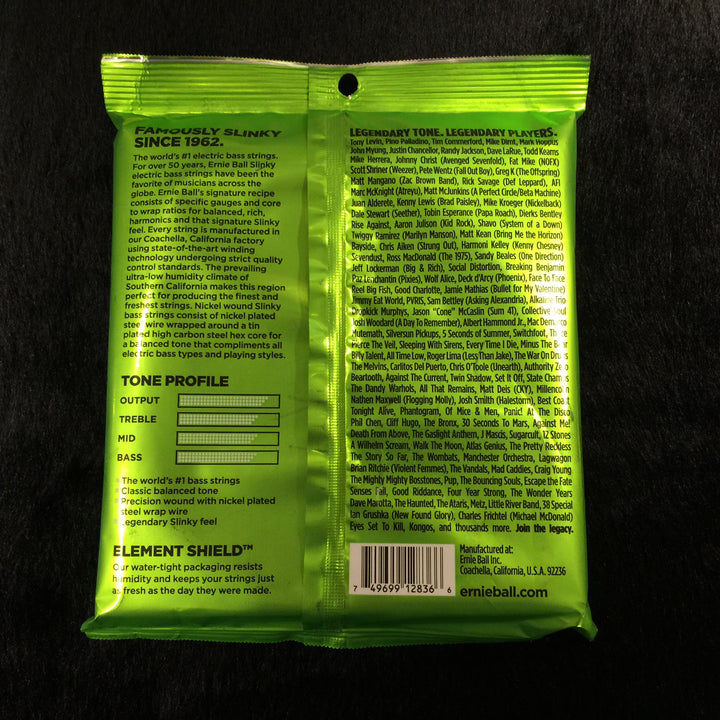 FAMOUSLY SLINKY
SINCE 1962.
The world's #1 electric bass strings.
For over 50 years, Ernie Ball Slinky
electric bass strings have been the
favorite of musicians across the
globe. Ernie Ball's signature recipe
consists of specific gauges and core
to wrap ratios for balanced, rich,
harmonics and that signature Slinky
feel. Every string is manufactured in
our Coachella, California factory
using state-of-the-art winding
technology undergoing strict quality
control standards. The prevailing
ultra-low humidity climate of
Southern California makes this region
perfect for producing the finest and
freshest strings. Nickel wound Slinky
bass strings consist of nickel plated
steel wire wrapped around a tin
plated high carbon steel hex core for
a balanced tone that compliments all
electric bass types and playing styles.
TONE PROFILE
OUTPUT
TREBLE
MID
BASS
• The world's #1 bass strings
• Classic balanced tone
• Precision wound with nickel plated
steel wrap wire
• Legendary Slinky feel
ELEMENT SHIELD™
Our water-tight packaging resists
humidity and keeps your strings just
as fresh as the day they were made.
LEGENDARY TONE. LEGENDARY PLAYERS.
Tony Levin, Pino Palladino, Tim Commerford, Mike Dirnt, Mark Hoppus
John Myung, Justin Chancellor, Randy Jackson, Dave LaRue, Todd Kearns
Mike Herrera, Johnny Christ (Avenged Sevenfold), Fat Mike (NOFX)
Scott Shriner (Weezer), Pete Wentz (Fall Out Boy), Greg K (The Offspring)
Matt Mangano (Zac Brown Band), Rick Savage (Def Leppard), AFI
Marc McKnight (Atreyu), Matt McJunkins (A Perfect Circle/Beta Machine)
Juan Alderete, Kenny Lewis (Brad Paisley), Mike Kroeger (Nickelback)
Dale Stewart (Seether), Tobin Esperance (Papa Roach), Dierks Bentley
Rise Against, Aaron Julison (Kid Rock), Shavo (System of a Down)
Twiggy Ramirez (Marilyn Manson), Matt Kean (Bring Me the Horizon)
Bayside, Chris Aiken (Strung Out), Harmoni Kelley (Kenny Chesney)
Sevendust, Ross MacDonald (The 1975), Sandy Beales (One Direction)
Jeff Lockerman (Big & Rich), Social Distortion, Breaking Benjamin
Paz Lenchantin (Pixies), Wolf Alice, Deck d'Arcy (Phoenix), Face To Face
Reel Big Fish, Good Charlotte, Jamie Mathias (Bullet for My Valentine)
Jimmy Eat World, PVRIS, Sam Bettley (Asking Alexandria), Alkaline Trio
Dropkick Murphys, Jason "Cone" McCaslin (Sum 41), Collective Soul
Josh Woodard (A Day To Remember), Albert Hammond Jr., Mac Demarco
Mutemath, Silversun Pickups, 5 Seconds of Summer, Switchfoot, Thrice
Pierce The Veil, Sleeping With Sirens, Every Time I Die, Minus The Bear
Billy Talent, All Time Low, Roger Lima (Less Than Jake), The War On Drugs
The Melvins, Carlitos Del Puerto, Chris O'Toole (Unearth), Authority Zero
Beartooth, Against The Current, Twin Shadow, Set It Off, State Champs
The Dandy Warhols, All That Remains, Matt Deis (CKY), Millencolin
Nathen Maxwell (Flogging Molly), Josh Smith (Halestorm), Best Coast
Tonight Alive, Phantogram, Of Mice & Men, Panic! At The Disco
Phil Chen, Cliff Hugo, The Bronx, 30 Seconds To Mars, Against Me!
Death From Above, The Gaslight Anthem, J Mascis, Sugarcult, 12 Stones
A Wilhelm Scream, Walk The Moon, Atlas Genius, The Pretty Reckless
The Story So Far, The Wombats, Manchester Orchestra, Lagwagon
Brian Ritchie (Violent Femmes), The Vandals, Mad Caddies, Craig Young
The Mighty Mighty Bosstones, Pup, The Bouncing Souls, Escape the Fate
Senses Fail, Good Riddance, Four Year Strong, The Wonder Years
Dave Marotta, The Haunted, The Ataris, Metz, Little River Band, 38 Special
Ian Grushka (New Found Glory), Charles Frichtel (Michael McDonald)
Eyes Set To Kill, Kongos, and thousands more. Join the legacy.
7 49699 12836 6
Manufactured at:
Ernie Ball Inc.
Coachella, California, U.S.A. 92236
ernieball.com